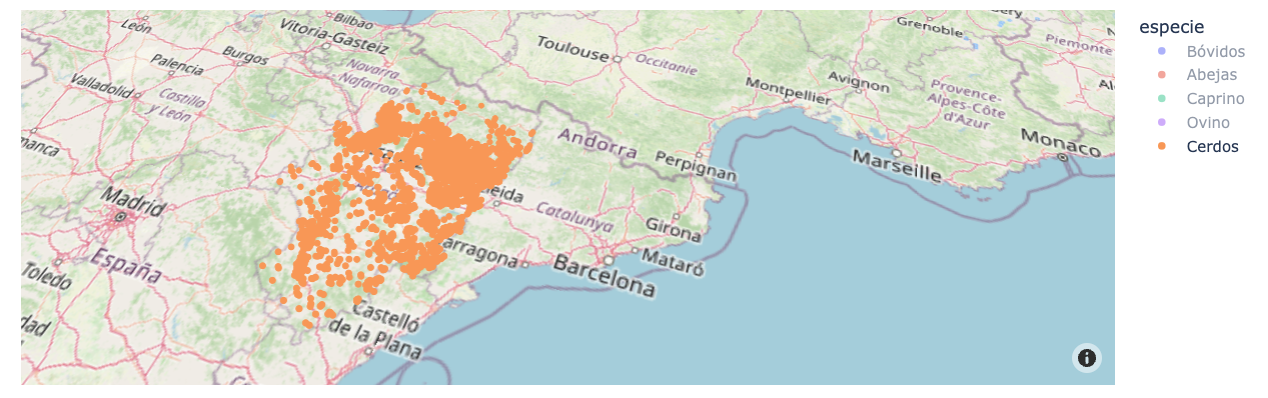 León
Bilbao
Vitoria-Gasteiz
Burgos
Palencia
Navarra
Nafarroa
Valladolid
Castilla
y León
Toulouse
Occitanie
Grenoble
Piemonte
Montpellier
Avignon
Provence-
Alpes-Côte
d'Azur
Monaco
Marseille
Andorra
Perpignan
Madrid
España
Toledo
Catalunya
Girona
Barcelona
Mataró
Castelló
de la Plana
especie
Bóvidos
Abejas
Caprino
Ovino
Cerdos